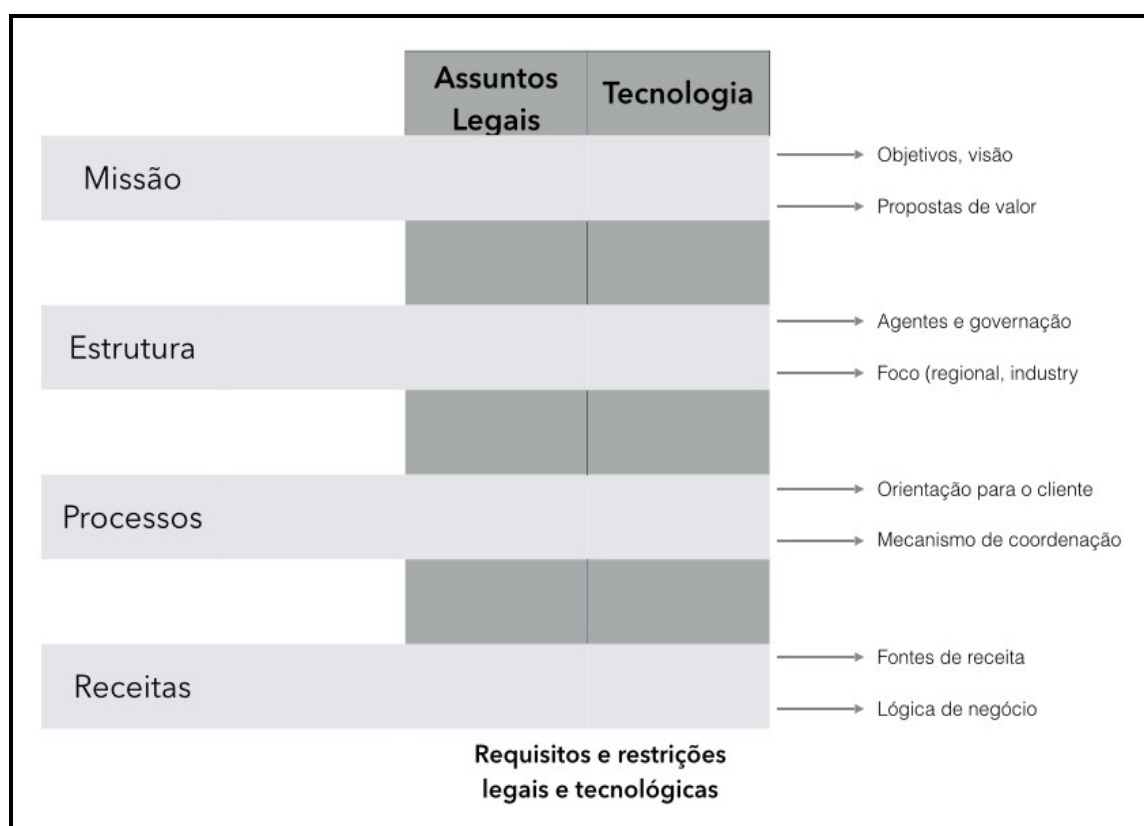 Assuntos
Legais
Tecnologia
Missão
Objetivos, visão
Propostas de valor
Estrutura
Agentes e governação
Foco (regional, industry
Processos
Orientação para o cliente
Mecanismo de coordenação
Receitas
Fontes de receita
Lógica de negócio
Requisitos e restrições
legais e tecnológicas